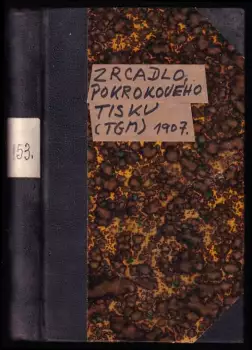 153.
ZRCADLO,
POKROKOVÉHO
TISKU
(TGM) 1907.